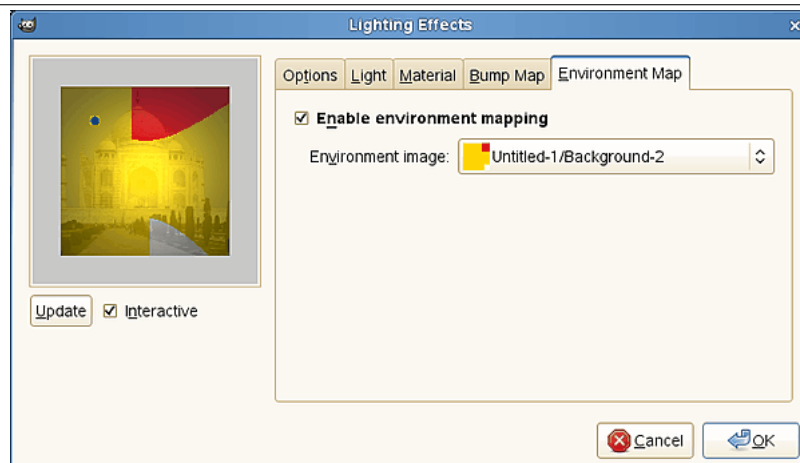 Lighting Effects
Options Light Material Bump Map Environment Map
Enable environment mapping
Environment image: Untitled-1/Background-2
Update Interactive
Cancel OK